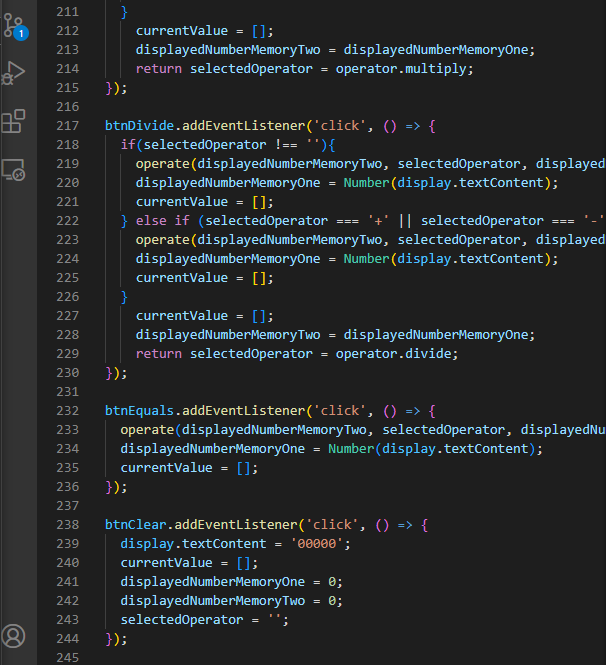 1
211 }
212 currentValue = [];
213 displayedNumberMemoryTwo = displayedNumberMemoryOne;
214 return selectedOperator = operator.multiply;
215 });
216
217 btnDivide.addEventListener('click', () => {
218 if(selectedOperator !== ''){
219 operate(displayedNumberMemoryTwo, selectedOperator, displayed
220 displayedNumberMemoryOne = Number(display.textContent);
221 currentValue = [];
222 } else if (selectedOperator === '+' || selectedOperator === '-'
223 operate(displayedNumberMemoryTwo, selectedOperator, displayed
224 displayedNumberMemoryOne = Number(display.textContent);
225 currentValue = [];
226 }
227 currentValue = [];
228 displayedNumberMemoryTwo = displayedNumberMemoryOne;
229 return selectedOperator = operator.divide;
230 });
231
232 btnEquals.addEventListener('click', () => {
233 operate(displayedNumberMemoryTwo, selectedOperator, displayedNu
234 displayedNumberMemoryOne = Number(display.textContent);
235 currentValue = [];
236 });
237
238 btnClear.addEventListener('click', () => {
239 display.textContent = '00000';
240 currentValue = [];
241 displayedNumberMemoryOne = 0;
242 displayedNumberMemoryTwo = 0;
243 selectedOperator = '';
244 });
245